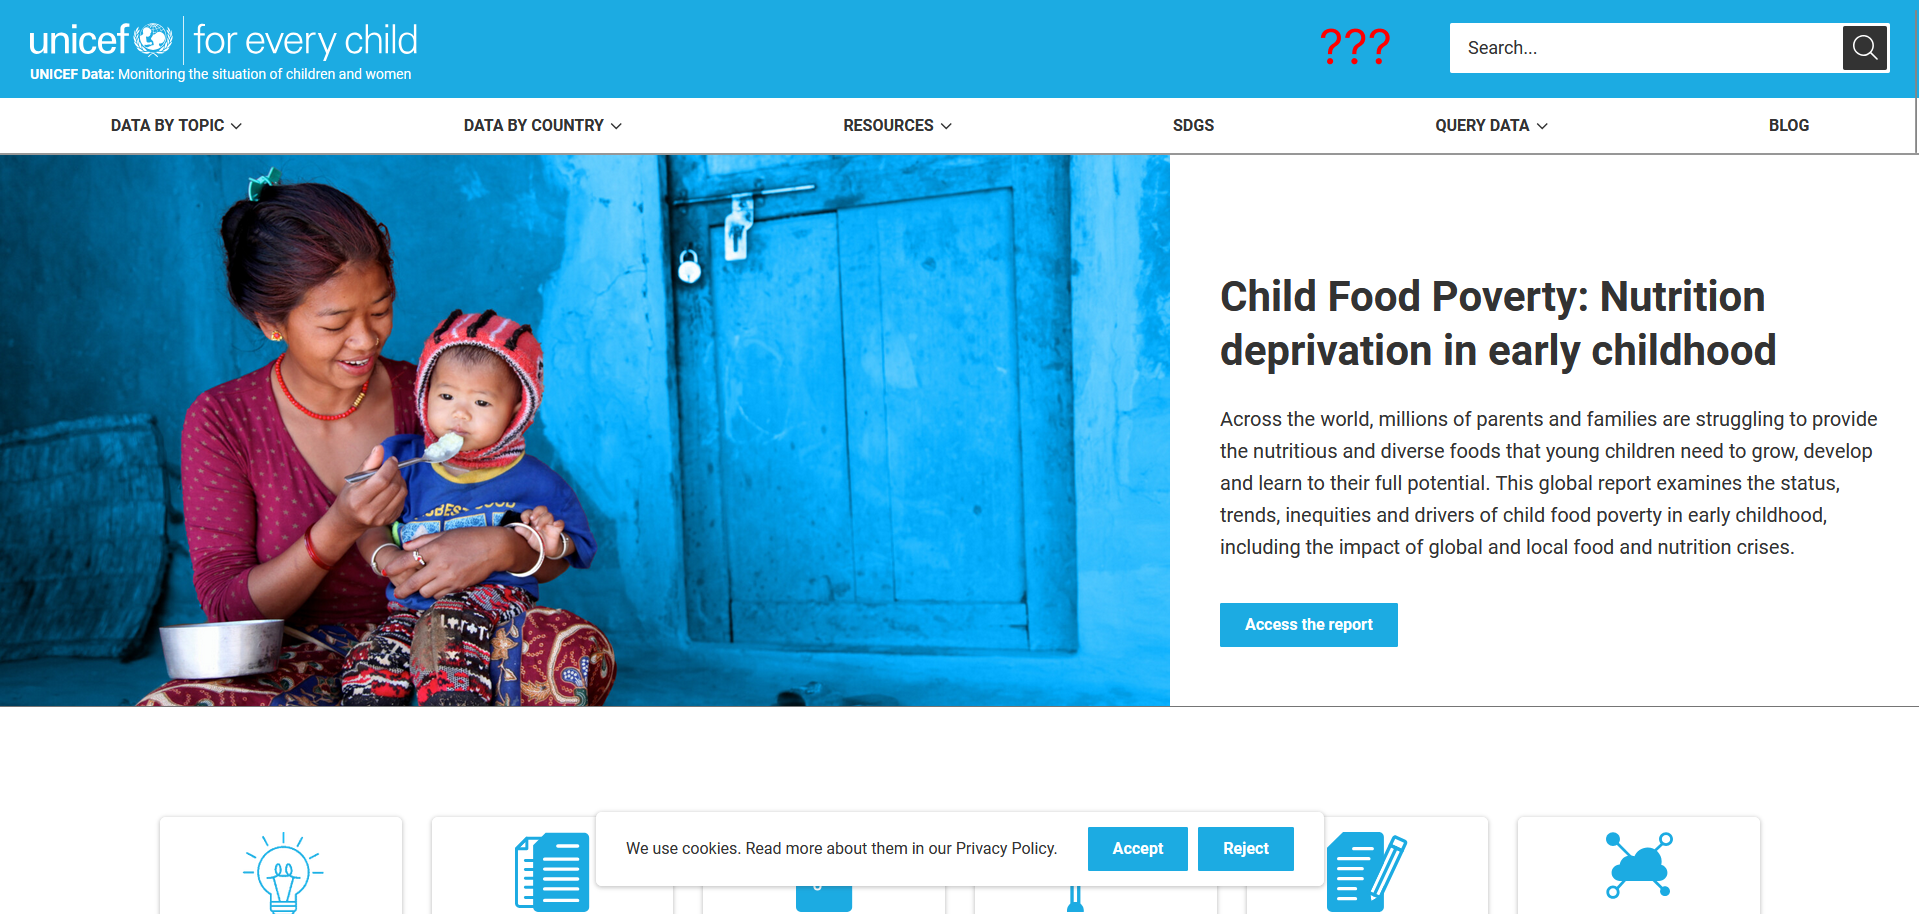 unicef for every child
UNICEF Data: Monitoring the situation of children and women
???
Search...
DATA BY TOPIC
DATA BY COUNTRY
RESOURCES
SDGS
QUERY DATA
BLOG
Child Food Poverty: Nutrition
deprivation in early childhood
Across the world, millions of parents and families are struggling to provide
the nutritious and diverse foods that young children need to grow, develop
and learn to their full potential. This global report examines the status,
trends, inequities and drivers of child food poverty in early childhood,
including the impact of global and local food and nutrition crises.
Access the report
We use cookies. Read more about them in our Privacy Policy.
Accept
Reject